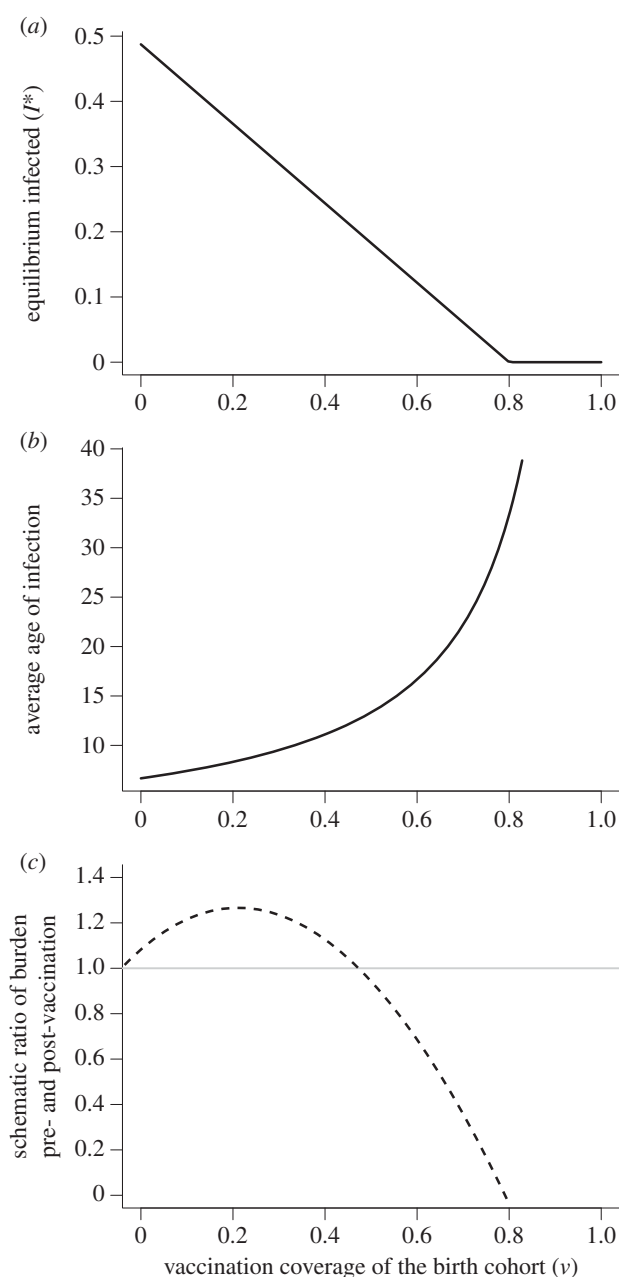 (a)
equilibrium infected (I*)
0.5
0.4
0.3
0.2
0.1
0
0 0.2 0.4 0.6 0.8 1.0
(b)
average age of infection
40
35
30
25
20
15
10
0 0.2 0.4 0.6 0.8 1.0
(c)
schematic ratio of burden
pre- and post-vaccination
1.4
1.2
1.0
0.8
0.6
0.4
0.2
0
0 0.2 0.4 0.6 0.8 1.0
vaccination coverage of the birth cohort (v)